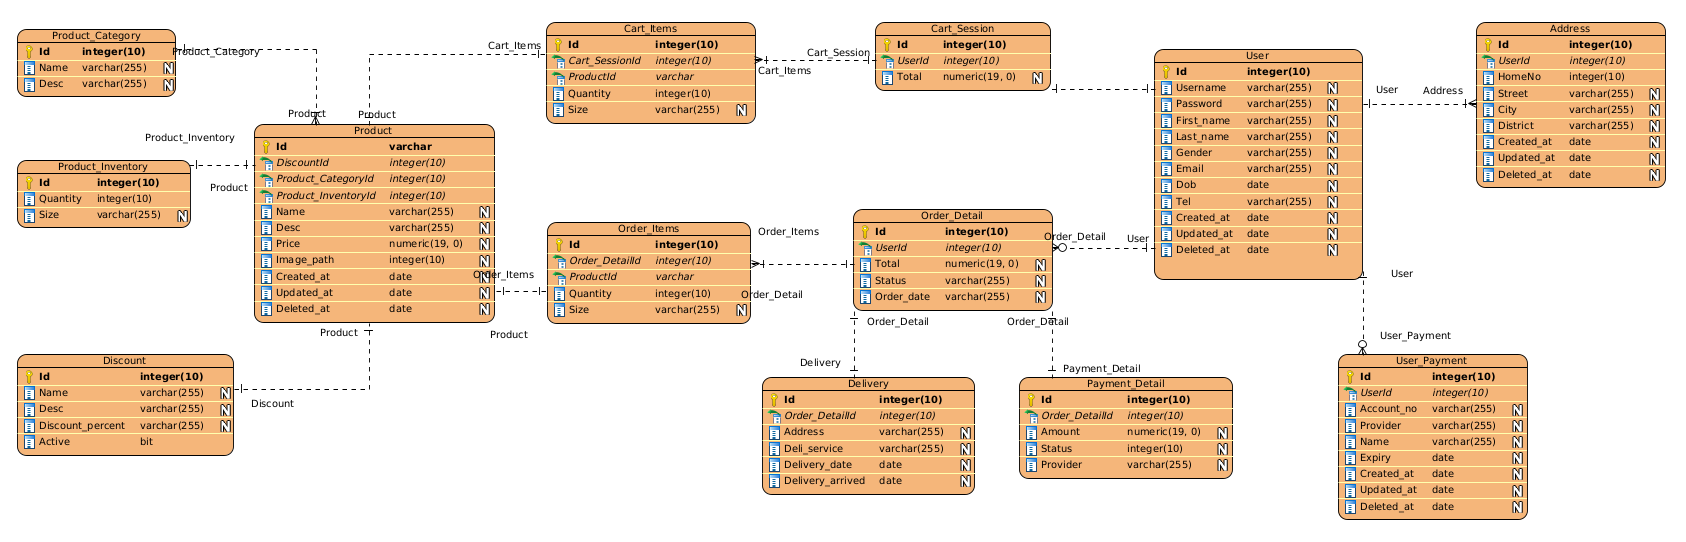 Product_Category
Id integer(10)
Name varchar(255) N
Desc varchar(255) N
Product_Category
Product
Product_Inventory
Id integer(10)
Quantity integer(10)
Size varchar(255) N
Product_Inventory
Product
Discount
Id integer(10)
Name varchar(255) N
Desc varchar(255) N
Discount_percent varchar(255) N
Active bit
Discount
Product
Product
Id varchar
DiscountId integer(10)
Product_CategoryId integer(10)
Product_InventoryId integer(10)
Name varchar(255) N
Desc varchar(255) N
Price numeric(19, 0) N
Image_path integer(10) N
Created_at date N
Updated_at date N
Deleted_at date N
Product
Cart_Items
Cart_Items
Id integer(10)
Cart_SessionId integer(10)
ProductId varchar
Quantity integer(10)
Size varchar(255) N
Cart_Session
Cart_Items
Order_Items
Product
Order_Items
Id integer(10)
Order_DetailId integer(10)
ProductId varchar
Quantity integer(10)
Size varchar(255) N
Order_Items
Order_Detail
Cart_Session
Id integer(10)
UserId integer(10)
Total numeric(19, 0) N
Order_Detail
Id integer(10)
UserId integer(10)
Total numeric(19, 0) N
Status varchar(255) N
Order_date varchar(255) N
Order_Detail
User
Order_Detail
Order_Detail
Delivery
Payment_Detail
Delivery
Id integer(10)
Order_DetailId integer(10)
Address varchar(255) N
Deli_service varchar(255) N
Delivery_date date N
Delivery_arrived date N
Payment_Detail
Id integer(10)
Order_DetailId integer(10)
Amount numeric(19, 0) N
Status integer(10) N
Provider varchar(255) N
User
Id integer(10)
Username varchar(255) N
Password varchar(255) N
First_name varchar(255) N
Last_name varchar(255) N
Gender varchar(255) N
Email varchar(255) N
Dob date N
Tel varchar(255) N
Created_at date N
Updated_at date N
Deleted_at date N
User
Address
Address
Id integer(10)
UserId integer(10)
HomeNo integer(10)
Street varchar(255) N
City varchar(255) N
District varchar(255) N
Created_at date N
Updated_at date N
Deleted_at date N
User
User_Payment
User_Payment
Id integer(10)
UserId integer(10)
Account_no varchar(255) N
Provider varchar(255) N
Name varchar(255) N
Expiry date N
Created_at date N
Updated_at date N
Deleted_at date N